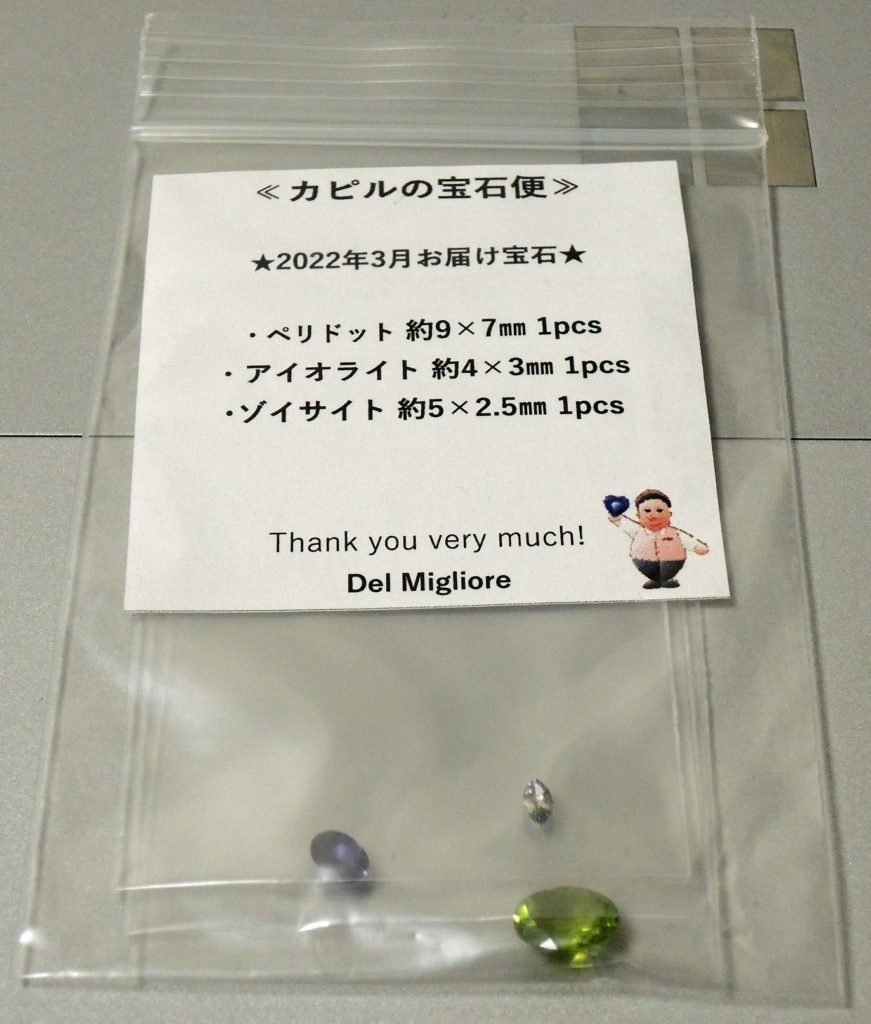 ≪カピルの宝石便≫
★2022年3月お届け宝石★
・ペリドット 約9×7㎜ 1pcs
・アイオライト 約4×3㎜ 1pcs
・ゾイサイト 約5×2.5㎜ 1pcs
Thank you very much!
Del Migliore